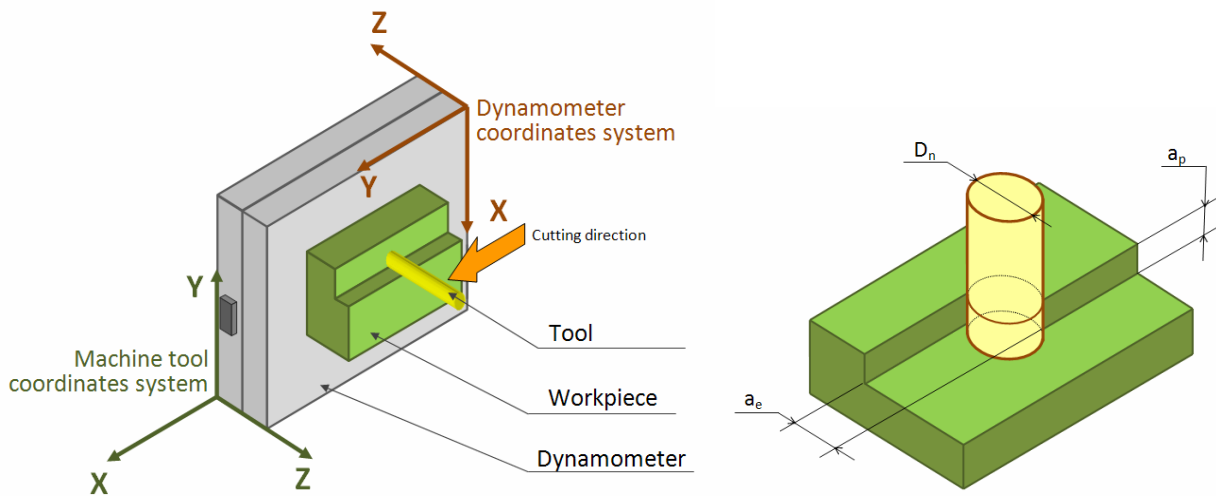 Z
Dynamometer
coordinates system
Y
X
Cutting direction
Y
Machine tool
coordinates system
X
Z
Tool
Workpiece
Dynamometer
Dₙ
aₚ
aₑ